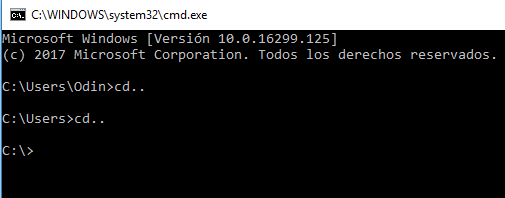 C:\WINDOWS\system32\cmd.exe
Microsoft Windows [Versión 10.0.16299.125]
(c) 2017 Microsoft Corporation. Todos los derechos reservados.
C:\Users\Odin>cd..
C:\Users>cd..
C:\>